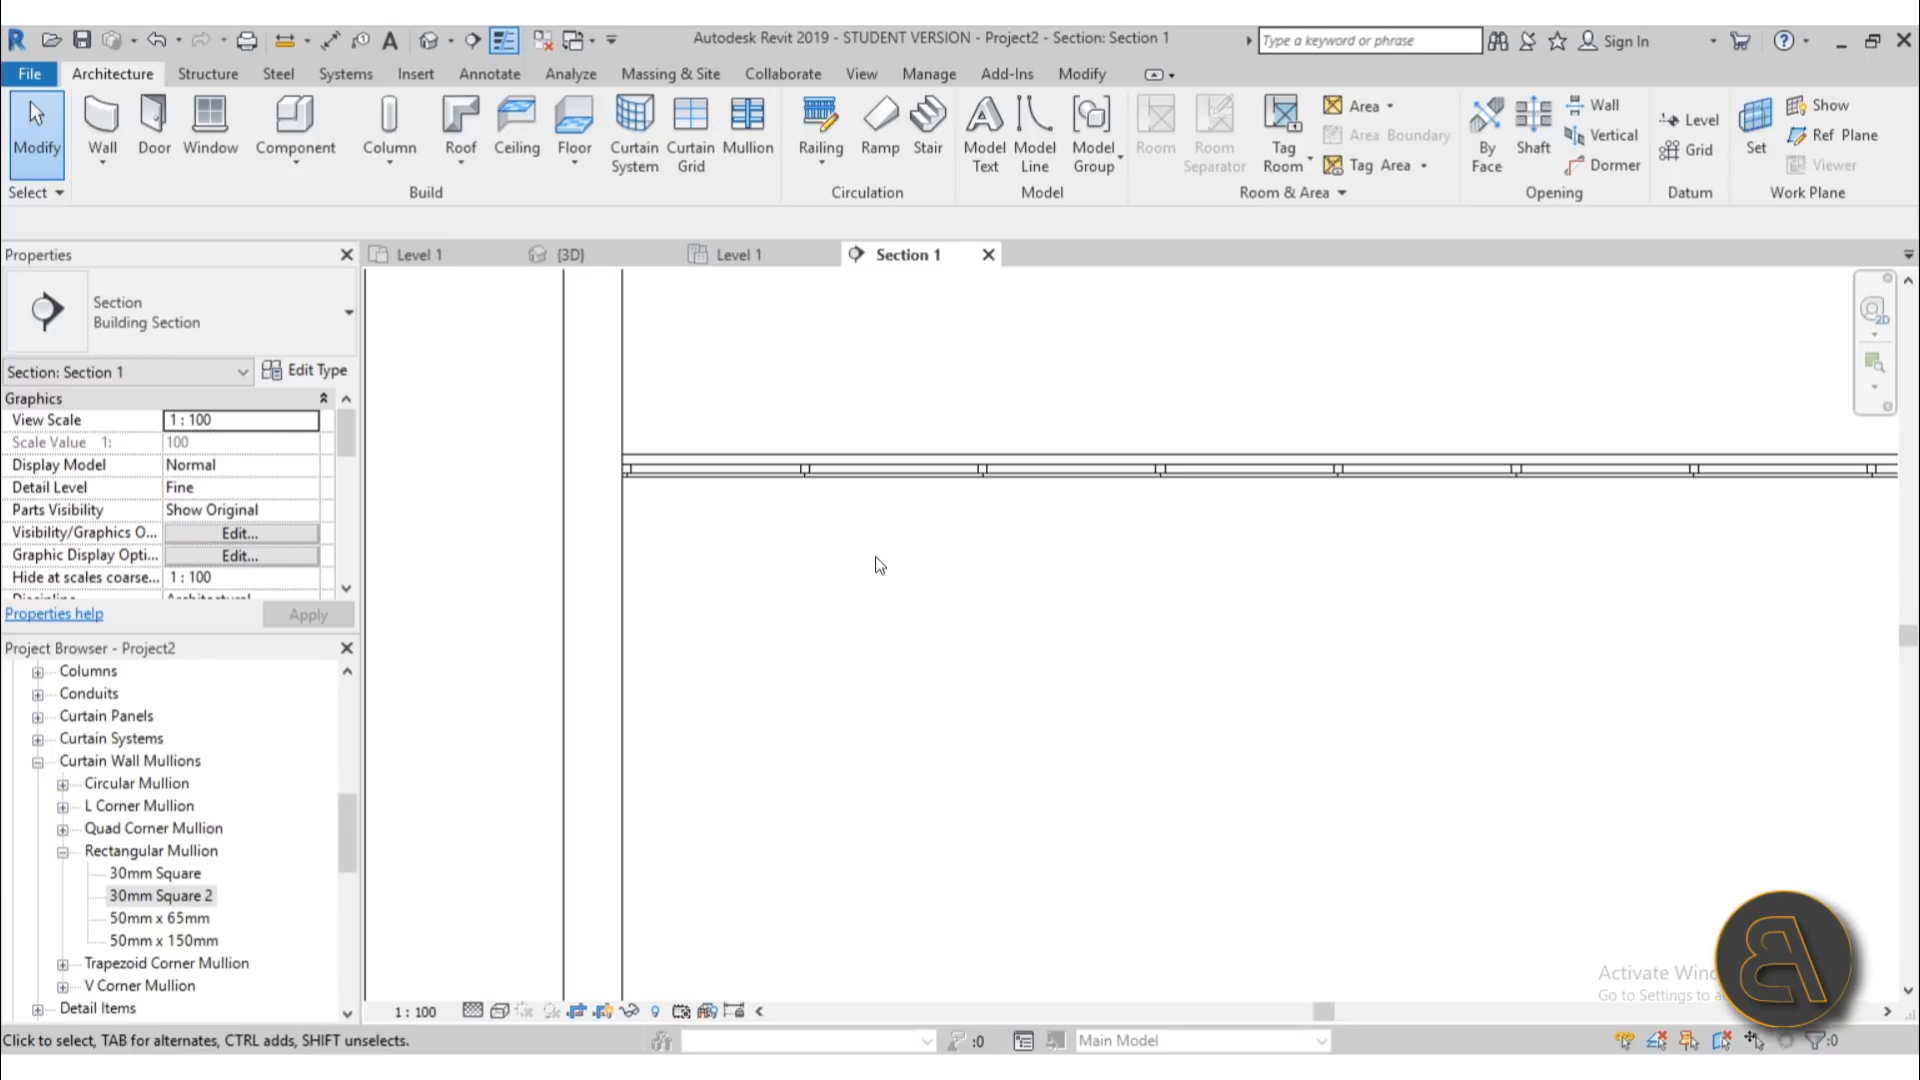 Autodesk Revit 2019 - STUDENT VERSION - Project2 - Section: Section 1
Type a keyword or phrase
Sign In
File Architecture Structure Steel Systems Insert Annotate Analyze Massing & Site Collaborate View Manage Add-Ins Modify
Modify
Wall
Door
Window
Component
Column
Roof
Ceiling
Floor
Curtain System
Curtain Grid
Mullion
Railing
Ramp
Stair
Model Text
Model Line
Model Group
Room
Room Separator
Tag Room
Area
Area Boundary
Tag Area
By Face
Shaft
Wall
Vertical
Dormer
Level
Grid
Set
Show
Ref Plane
Viewer
Select
Build
Circulation
Model
Room & Area
Opening
Datum
Work Plane
Properties
Level 1
{3D}
Level 1
Section 1
Section
Building Section
Section: Section 1
Edit Type
Graphics
View Scale 1 : 100
Scale Value 1: 100
Display Model Normal
Detail Level Fine
Parts Visibility Show Original
Visibility/Graphics O... Edit...
Graphic Display Opti... Edit...
Hide at scales coarse... 1 : 100
Properties help
Apply
Project Browser - Project2
Columns
Conduits
Curtain Panels
Curtain Systems
Curtain Wall Mullions
Circular Mullion
L Corner Mullion
Quad Corner Mullion
Rectangular Mullion
30mm Square
30mm Square 2
50mm x 65mm
50mm x 150mm
Trapezoid Corner Mullion
V Corner Mullion
Detail Items
2D
1 : 100
Activate Win
Go to Settings to a
Click to select, TAB for alternates, CTRL adds, SHIFT unselects.
:0
Main Model
:0